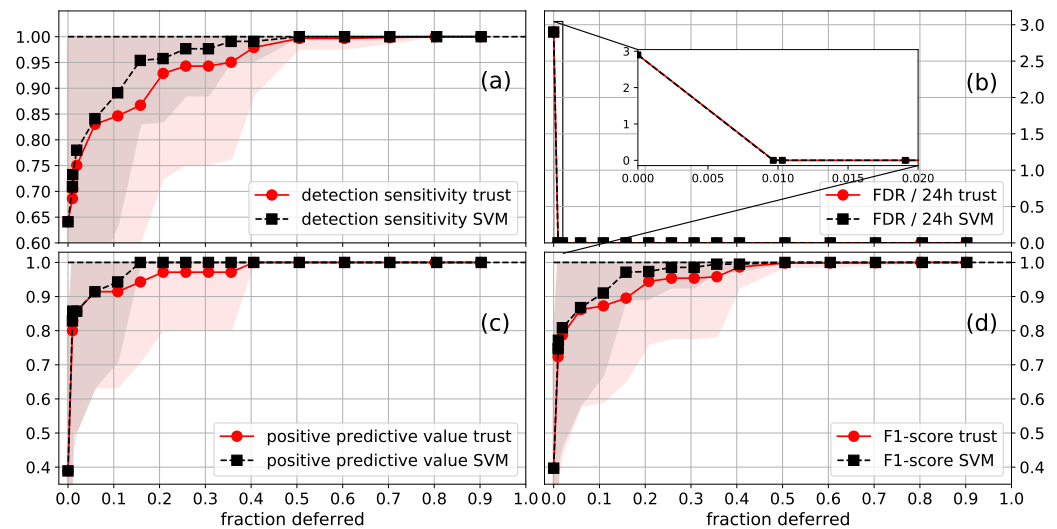 1.00
0.95
0.90
0.85
0.80
0.75
0.70
0.65
0.60
(a)
detection sensitivity trust
detection sensitivity SVM
3.0
2.5
2.0
1.5
1.0
0.5
0.0
(b)
3
2
1
0
0.000 0.005 0.010 0.015 0.020
FDR / 24h trust
FDR / 24h SVM
1.0
0.9
0.8
0.7
0.6
0.5
0.4
(c)
positive predictive value trust
positive predictive value SVM
0.0 0.1 0.2 0.3 0.4 0.5 0.6 0.7 0.8 0.9 1.0
fraction deferred
1.0
0.9
0.8
0.7
0.6
0.5
0.4
(d)
F1-score trust
F1-score SVM
0.0 0.1 0.2 0.3 0.4 0.5 0.6 0.7 0.8 0.9 1.0
fraction deferred